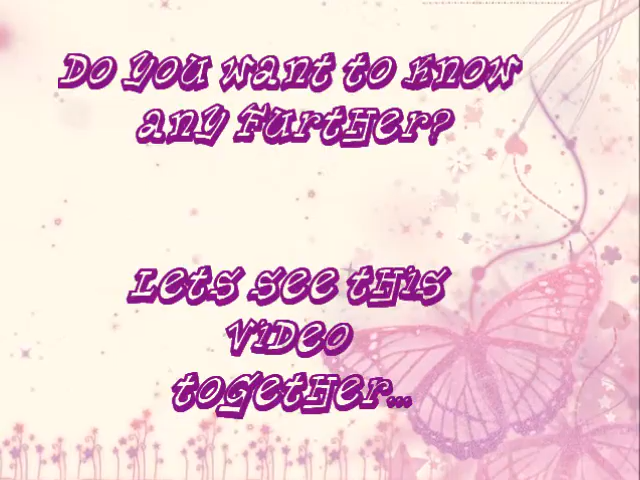 Do you want to know
any further?
Lets see this
video
together...